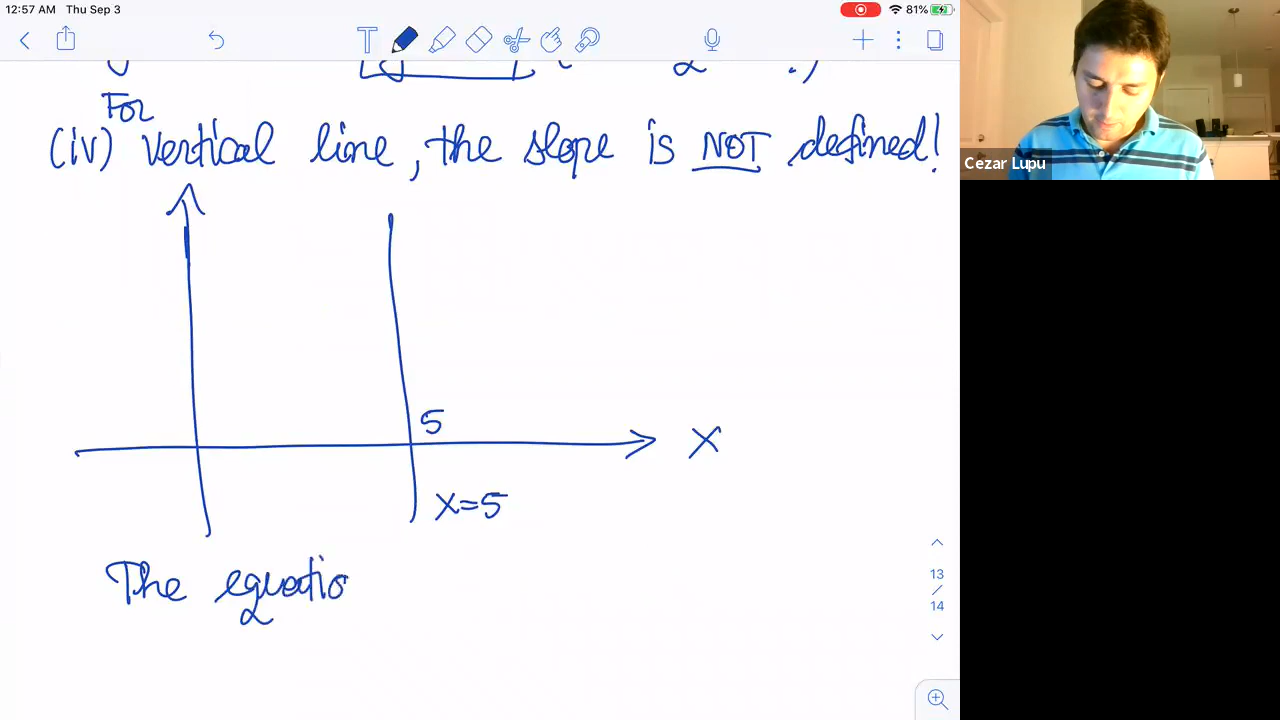 12:57 AM Thu Sep 3
81%
T
For
(iv) vertical line, the slope is NOT defined!
Cezar Lupu
5
X
x=5
The equatio
13
/
14